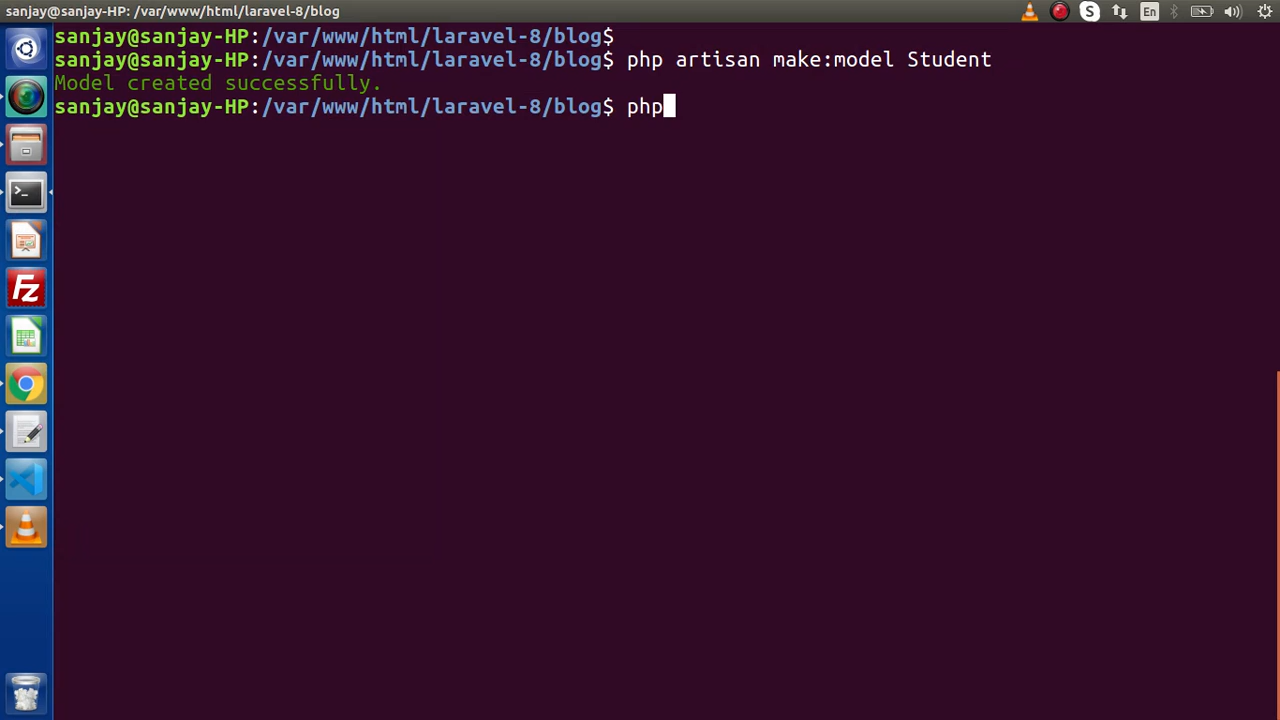 sanjay@sanjay-HP: /var/www/html/laravel-8/blog
S
En
sanjay@sanjay-HP:/var/www/html/laravel-8/blog$
sanjay@sanjay-HP:/var/www/html/laravel-8/blog$ php artisan make:model Student
Model created successfully.
sanjay@sanjay-HP:/var/www/html/laravel-8/blog$ php
>_
Fz